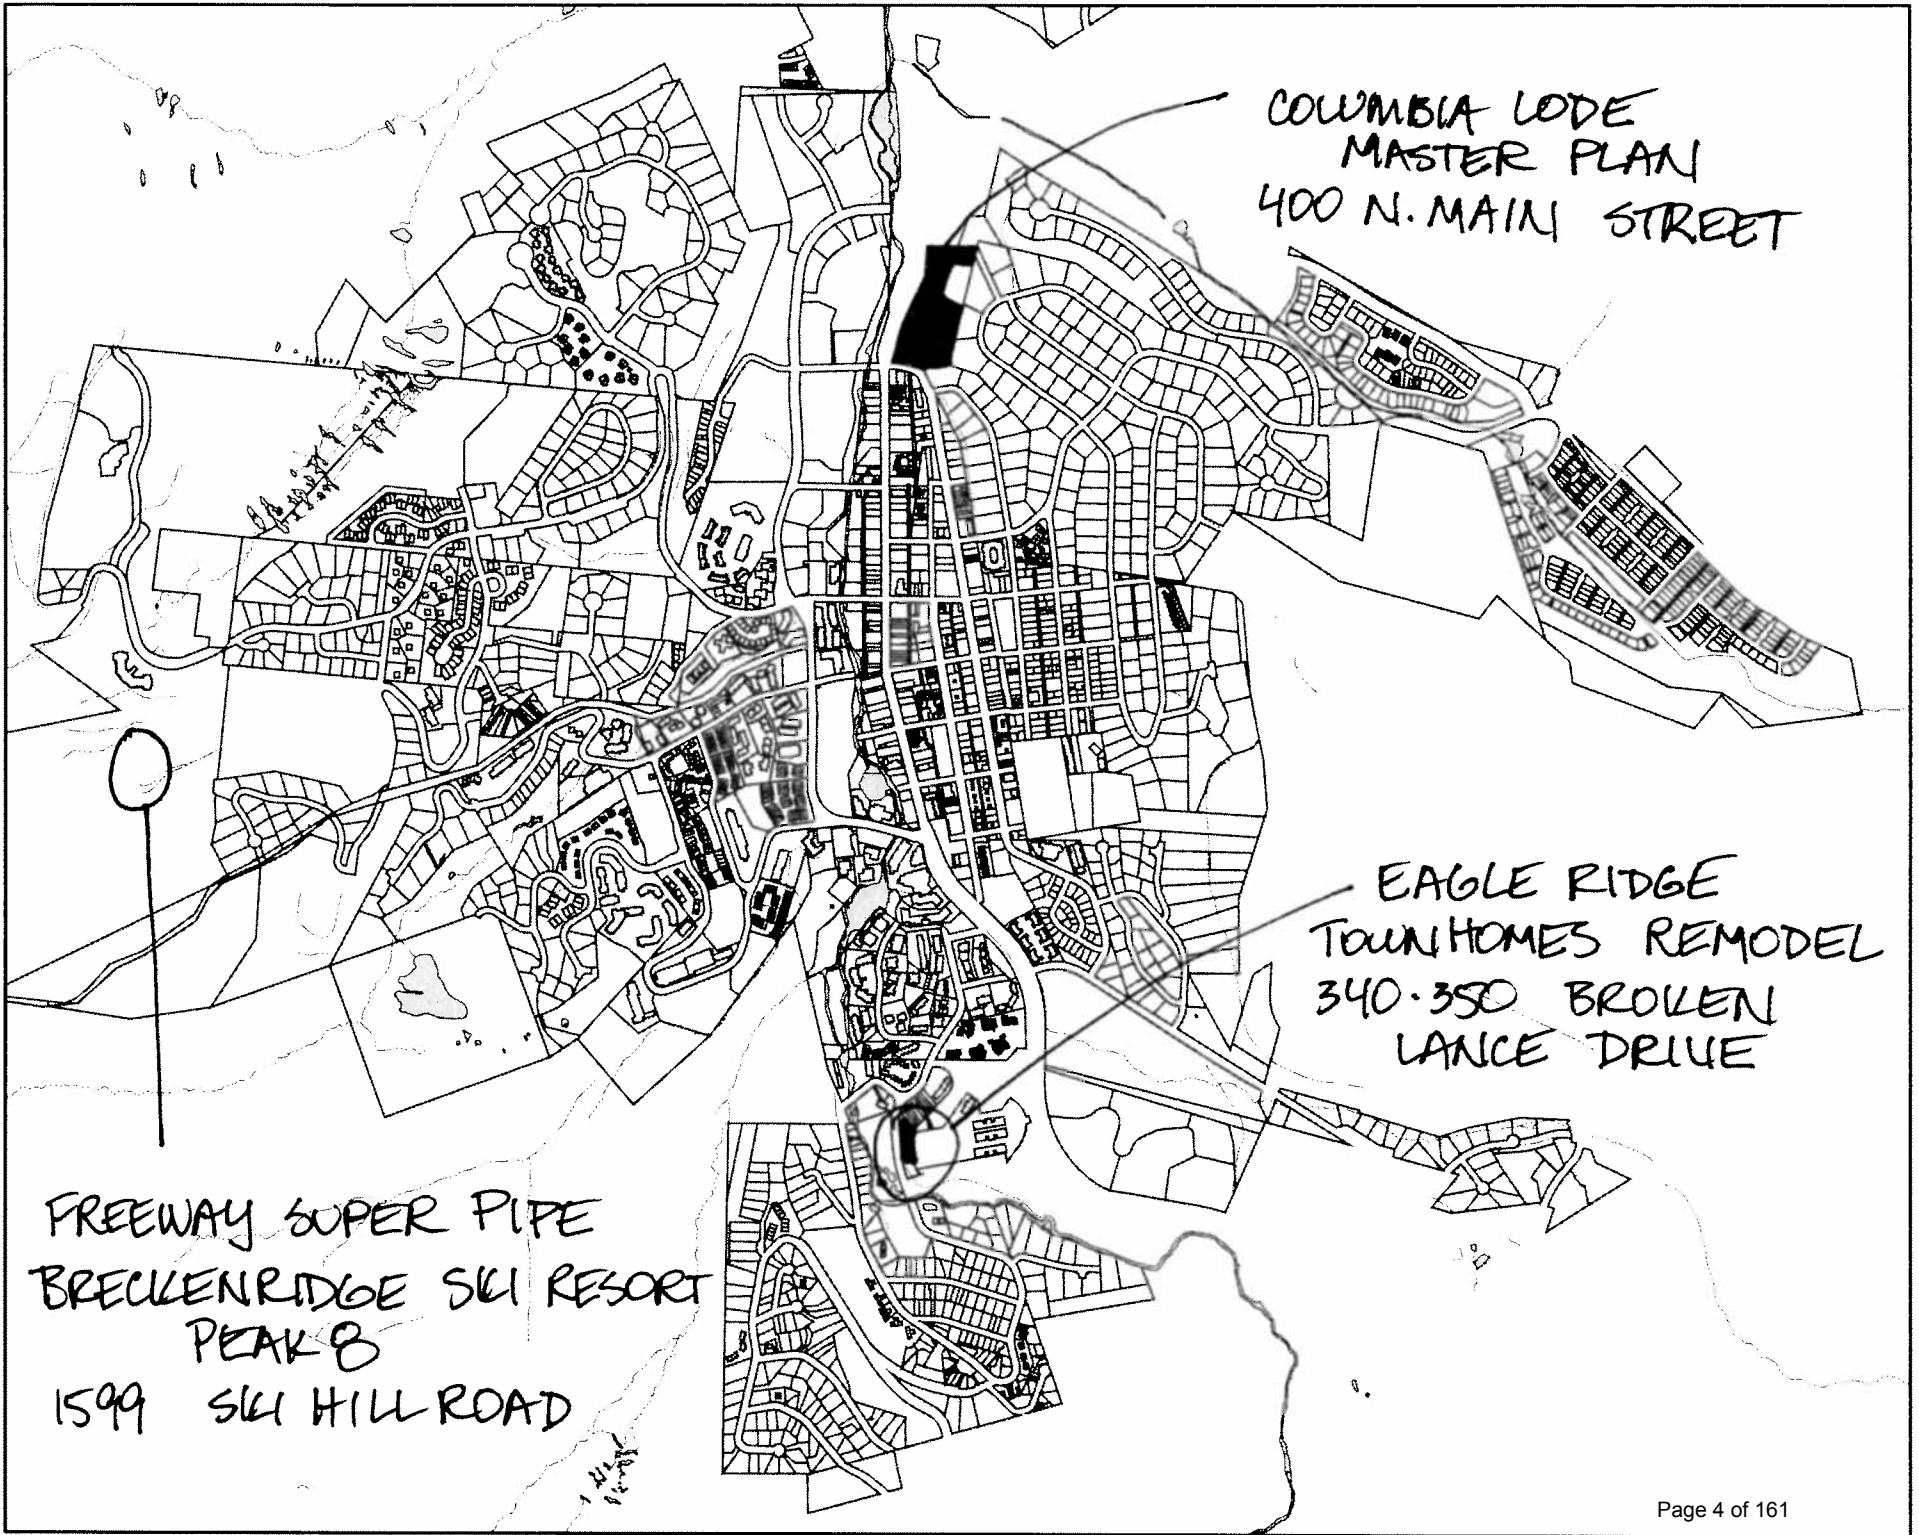 COLUMBIA LODE
MASTER PLAN
400 N. MAIN STREET
EAGLE RIDGE
TOWNHOMES REMODEL
340-350 BROKEN
LANCE DRIVE
FREEWAY SUPER PIPE
BRECKENRIDGE SKI RESORT
PEAK 8
1599 SKI HILL ROAD
Page 4 of 161